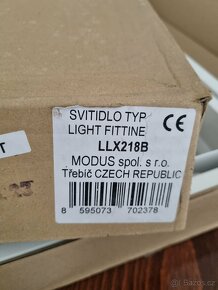 SVITIDLO TYP
LIGHT FITTINE
CE
LLX218B
MODUS spol. s r.o.
Třebíč CZECH REPUBLIC
8 595073 702378
T
Bazos.cz